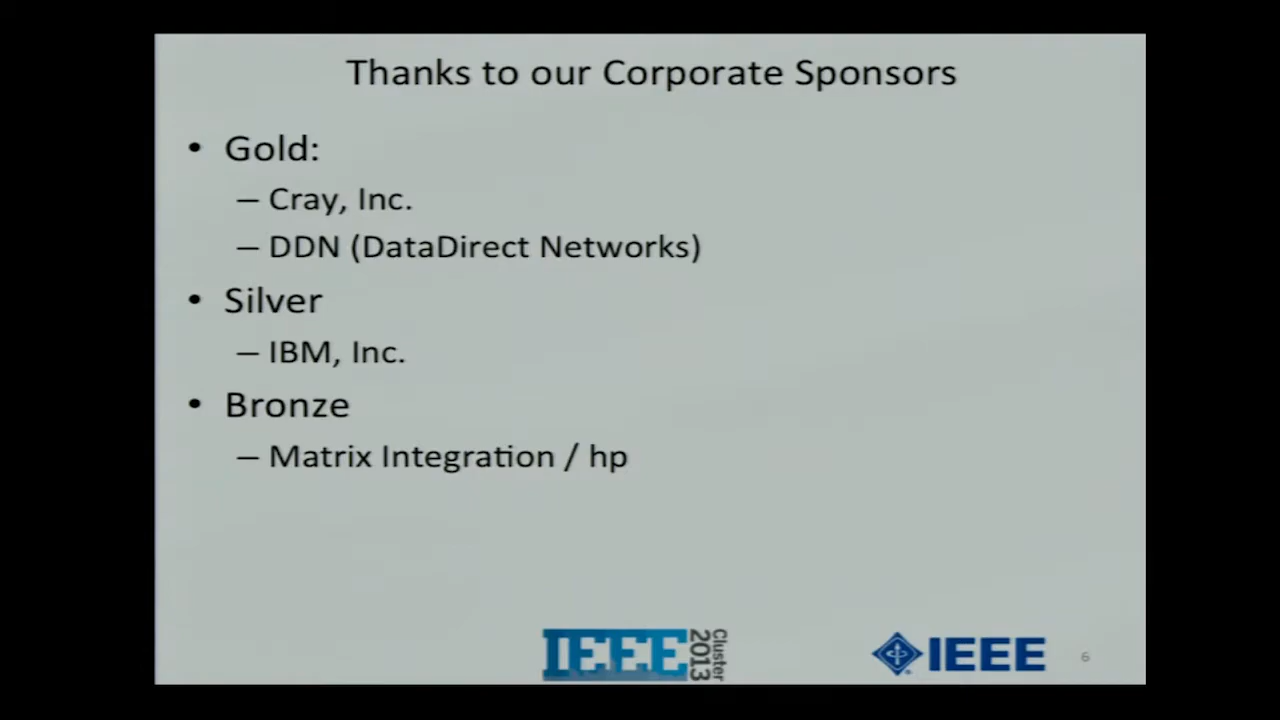 Thanks to our Corporate Sponsors
• Gold:
– Cray, Inc.
– DDN (DataDirect Networks)
• Silver
– IBM, Inc.
• Bronze
– Matrix Integration / hp
IEEE Cluster 2013
IEEE
6